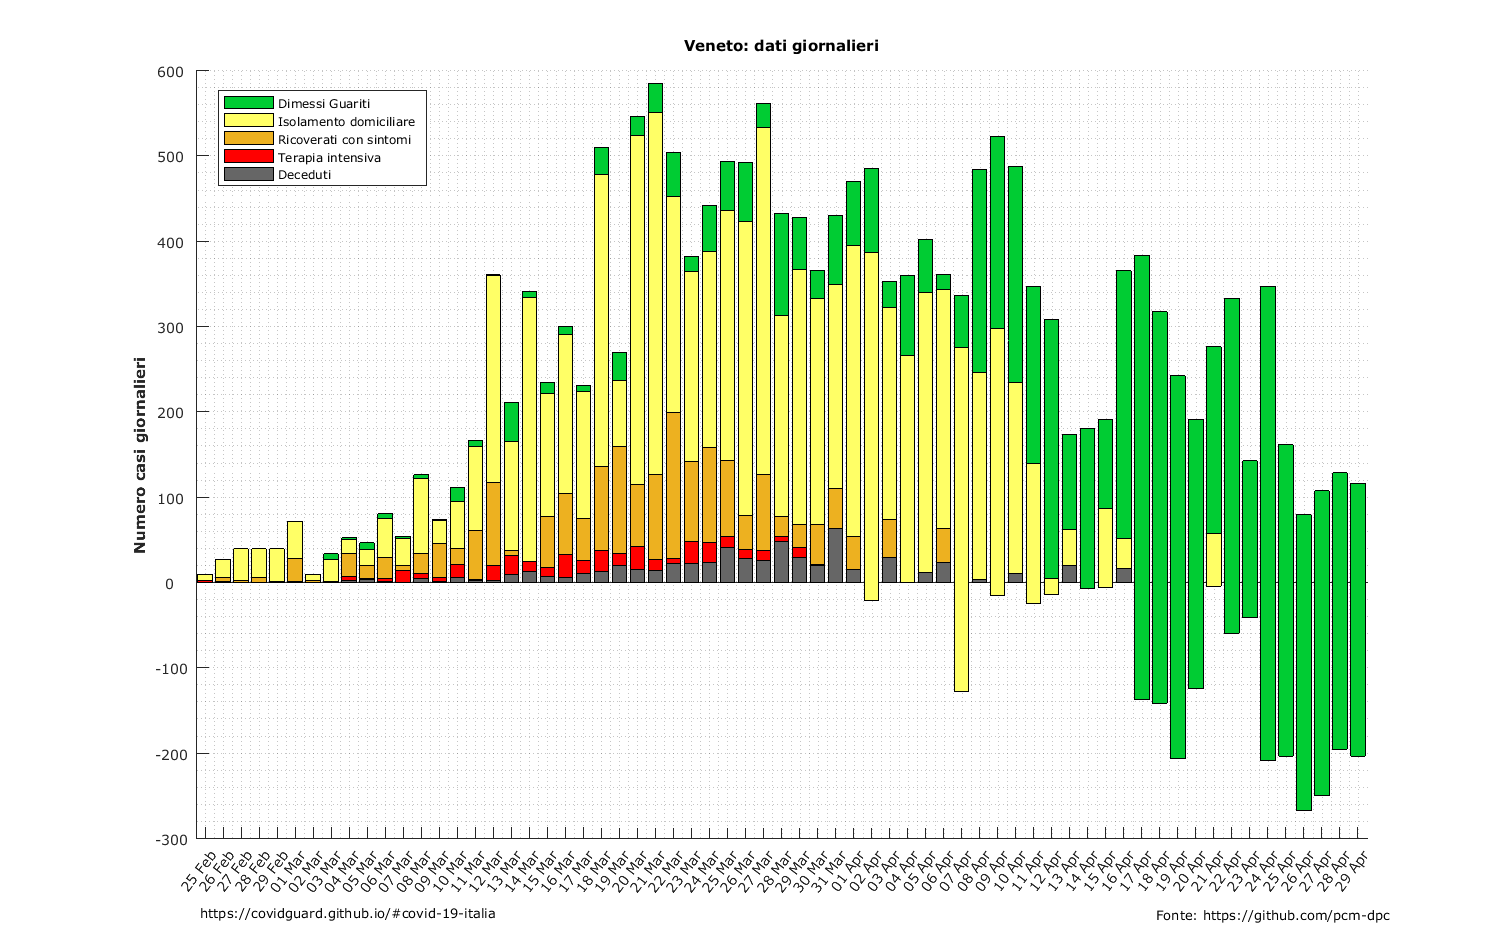 Veneto: dati giornalieri
600
500
400
300
200
100
0
-100
-200
-300
Numero casi giornalieri
Dimessi Guariti
Isolamento domiciliare
Ricoverati con sintomi
Terapia intensiva
Deceduti
25 Feb
26 Feb
27 Feb
28 Feb
29 Feb
01 Mar
02 Mar
03 Mar
04 Mar
05 Mar
06 Mar
07 Mar
08 Mar
09 Mar
10 Mar
11 Mar
12 Mar
13 Mar
14 Mar
15 Mar
16 Mar
17 Mar
18 Mar
19 Mar
20 Mar
21 Mar
22 Mar
23 Mar
24 Mar
25 Mar
26 Mar
27 Mar
28 Mar
29 Mar
30 Mar
31 Mar
01 Apr
02 Apr
03 Apr
04 Apr
05 Apr
06 Apr
07 Apr
08 Apr
09 Apr
10 Apr
11 Apr
12 Apr
13 Apr
14 Apr
15 Apr
16 Apr
17 Apr
18 Apr
19 Apr
20 Apr
21 Apr
22 Apr
23 Apr
24 Apr
25 Apr
26 Apr
27 Apr
28 Apr
29 Apr
https://covidguard.github.io/#covid-19-italia
Fonte: https://github.com/pcm-dpc